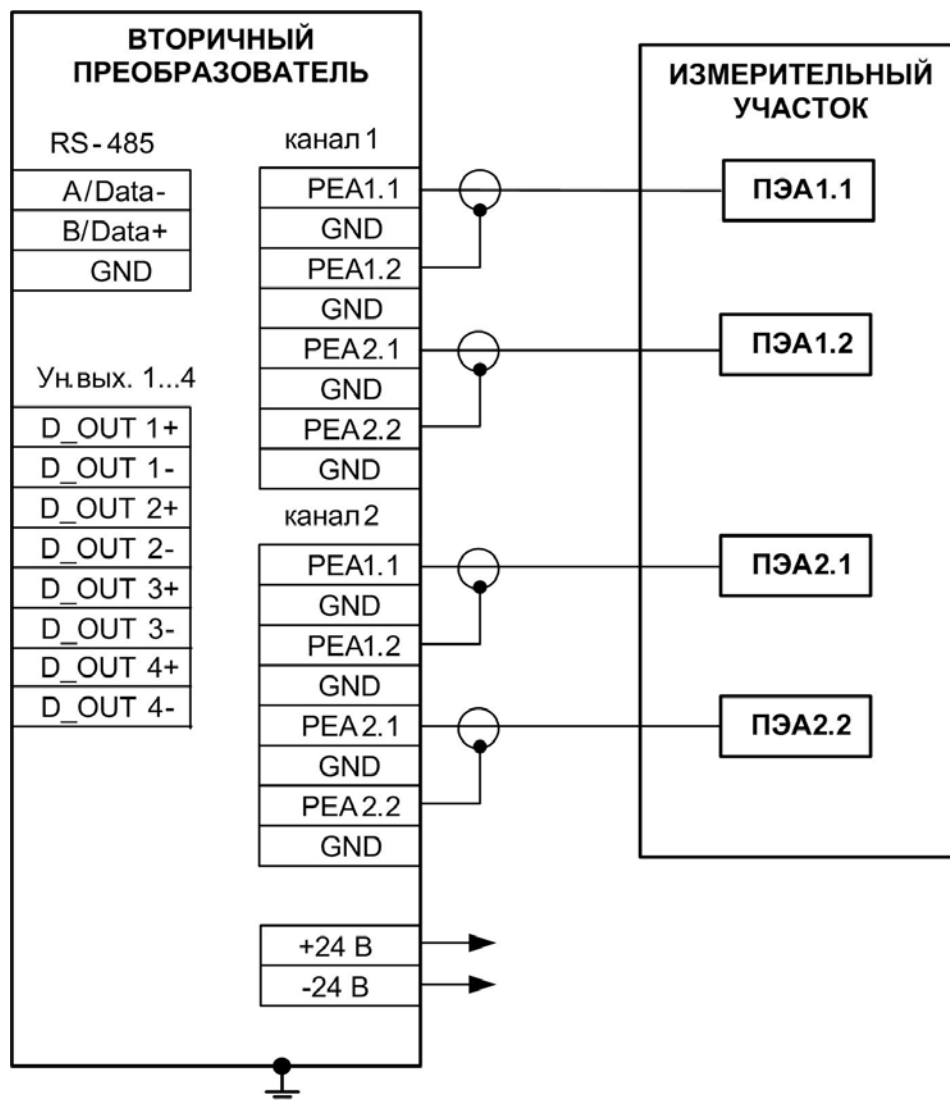 ВТОРИЧНЫЙ
ПРЕОБРАЗОВАТЕЛЬ
RS-485
A/Data-
B/Data+
GND
Ун.вых. 1...4
D_OUT 1+
D_OUT 1-
D_OUT 2+
D_OUT 2-
D_OUT 3+
D_OUT 3-
D_OUT 4+
D_OUT 4-
канал 1
PEA1.1
GND
PEA1.2
GND
PEA2.1
GND
PEA2.2
GND
канал 2
PEA1.1
GND
PEA1.2
GND
PEA2.1
GND
PEA2.2
GND
+24 В
-24 В
ИЗМЕРИТЕЛЬНЫЙ
УЧАСТОК
ПЭА1.1
ПЭА1.2
ПЭА2.1
ПЭА2.2